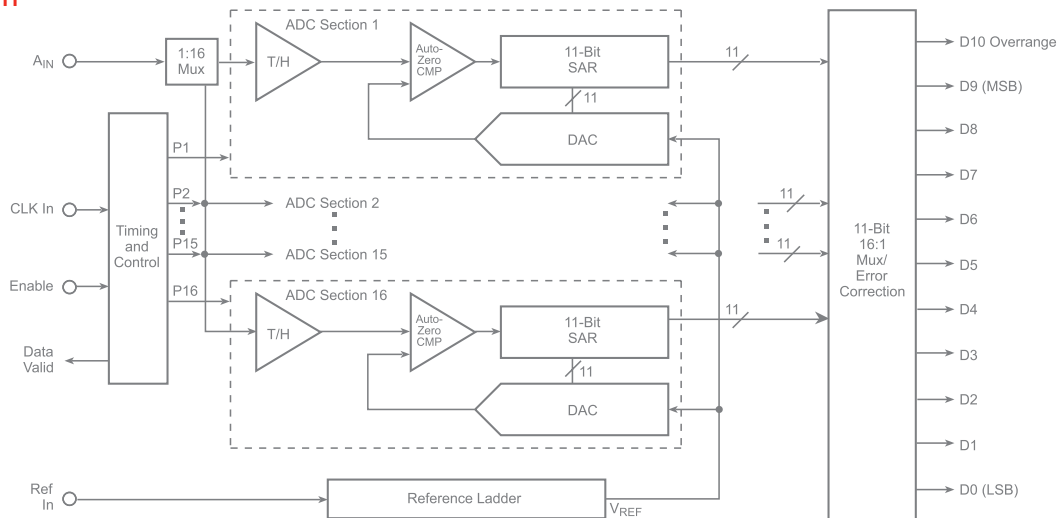 ADC Section 1
A_IN
1:16
Mux
T/H
Auto-
Zero
CMP
11-Bit
SAR
11
11
DAC
D10 Overrange
D9 (MSB)
D8
D7
D6
D5
D4
D3
D2
D1
D0 (LSB)
P1
P2
P15
P16
CLK In
Enable
Data
Valid
Timing
and
Control
ADC Section 2
ADC Section 15
11
11
11-Bit
16:1
Mux/
Error
Correction
ADC Section 16
T/H
Auto-
Zero
CMP
11-Bit
SAR
11
11
DAC
Ref
In
Reference Ladder
V_REF